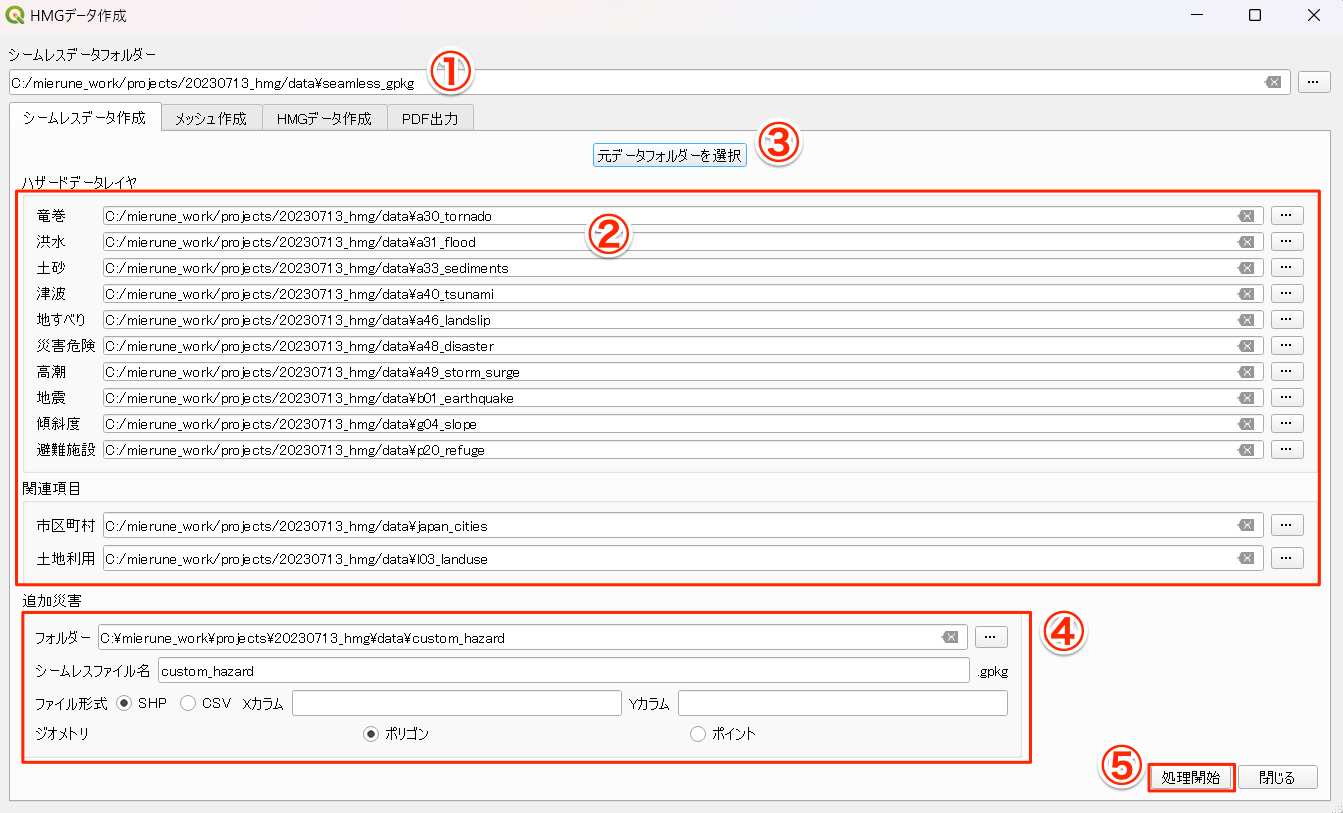 HMGデータ作成
シームレスデータフォルダー
C:/mierune_work/projects/20230713_hmg/data¥seamless_gpkg ①
...
シームレスデータ作成 メッシュ作成 HMGデータ作成 PDF出力
元データフォルダーを選択 ③
ハザードデータレイヤ
竜巻 C:/mierune_work/projects/20230713_hmg/data¥a30_tornado ...
②
洪水 C:/mierune_work/projects/20230713_hmg/data¥a31_flood ...
土砂 C:/mierune_work/projects/20230713_hmg/data¥a33_sediments ...
津波 C:/mierune_work/projects/20230713_hmg/data¥a40_tsunami ...
地すべり C:/mierune_work/projects/20230713_hmg/data¥a46_landslip ...
災害危険 C:/mierune_work/projects/20230713_hmg/data¥a48_disaster ...
高潮 C:/mierune_work/projects/20230713_hmg/data¥a49_storm_surge ...
地震 C:/mierune_work/projects/20230713_hmg/data¥b01_earthquake ...
傾斜度 C:/mierune_work/projects/20230713_hmg/data¥g04_slope ...
避難施設 C:/mierune_work/projects/20230713_hmg/data¥p20_refuge ...
関連項目
市区町村 C:/mierune_work/projects/20230713_hmg/data¥japan_cities ...
土地利用 C:/mierune_work/projects/20230713_hmg/data¥l03_landuse ...
追加災害
フォルダー C:¥mierune_work¥projects¥20230713_hmg¥data¥custom_hazard ... ④
シームレスファイル名 custom_hazard .gpkg
ファイル形式 SHP CSV Xカラム Yカラム
ジオメトリ ポリゴン ポイント
⑤ 処理開始 閉じる